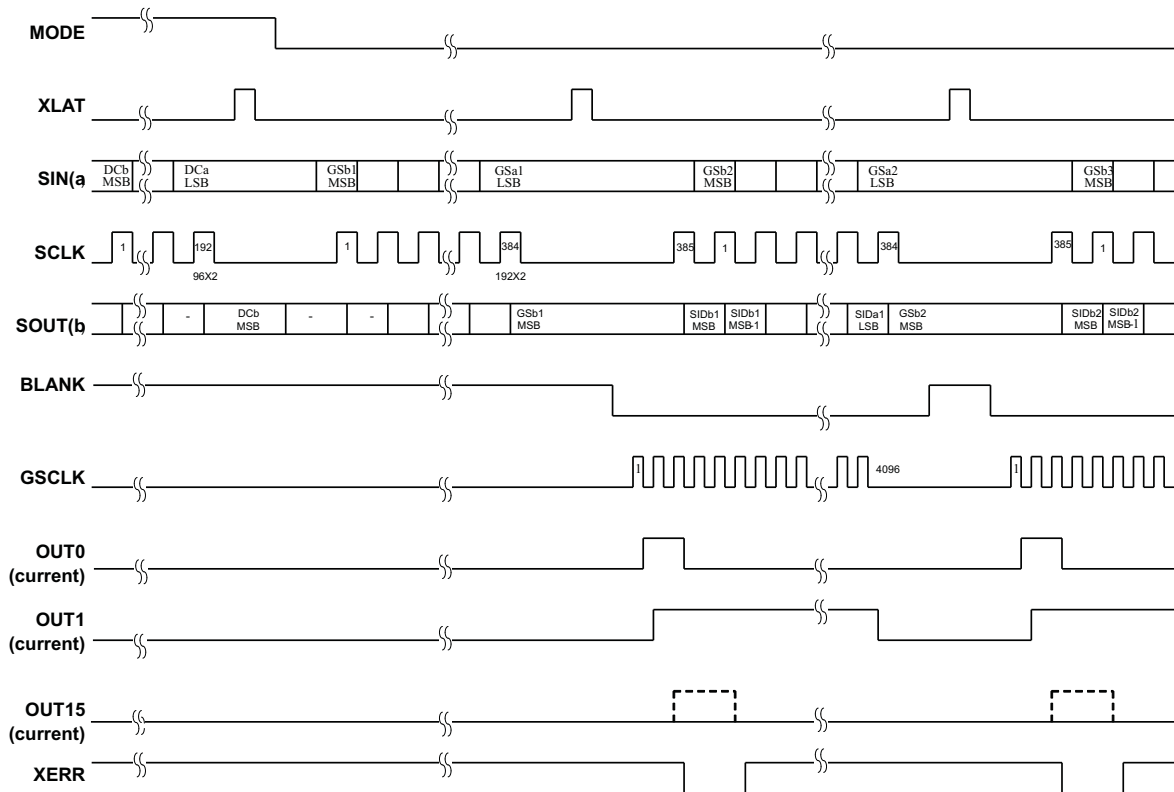 MODE
XLAT
SIN(a)
DCb MSB
DCa LSB
GSb1 MSB
GSa1 LSB
GSb2 MSB
GSa2 LSB
GSb3 MSB
SCLK
1
192
1
384
385
1
384
385
1
96X2
192X2
SOUT(b)
-
DCb MSB
-
-
GSb1 MSB
SIDb1 MSB
SIDb1 MSB-1
SIDa1 LSB
GSb2 MSB
SIDb2 MSB
SIDb2 MSB-1
BLANK
GSCLK
1
4096
1
OUT0
(current)
OUT1
(current)
OUT15
(current)
XERR